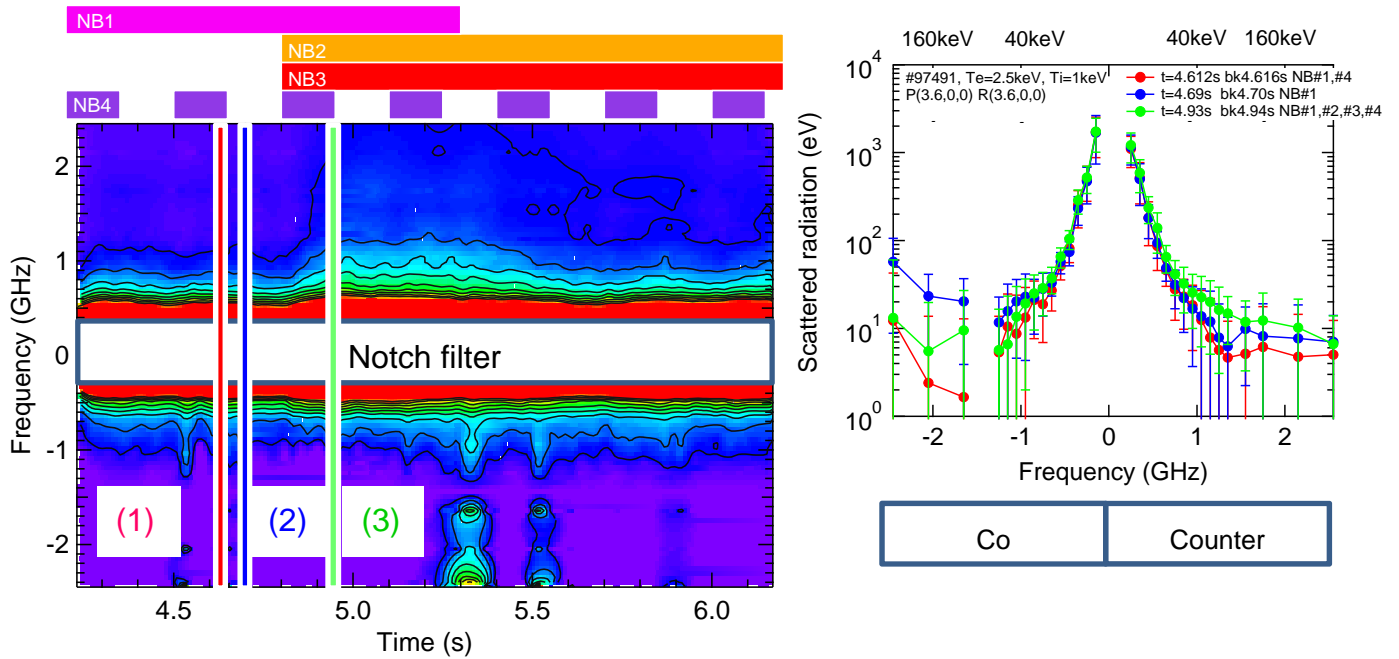 NB1
NB2
NB3
NB4
Frequency (GHz)
2
1
0
-1
-2
Notch filter
(1)
(2)
(3)
4.5
5.0
5.5
6.0
Time (s)
160keV
40keV
40keV
160keV
#97491, Te=2.5keV, Ti=1keV
P(3.6,0,0) R(3.6,0,0)
t=4.612s bk4.616s NB#1,#4
t=4.69s bk4.70s NB#1
t=4.93s bk4.94s NB#1,#2,#3,#4
Scattered radiation (eV)
10⁴
10³
10²
10¹
10⁰
-2
-1
0
1
2
Frequency (GHz)
Co
Counter